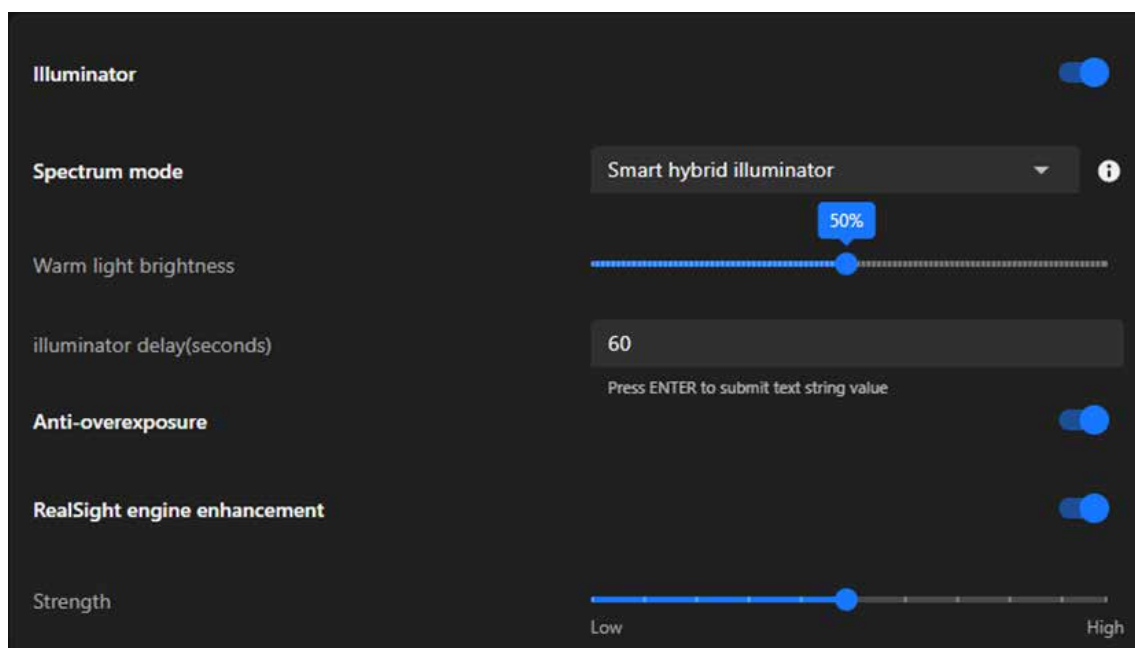 Illuminator
Spectrum mode
Smart hybrid illuminator
50%
Warm light brightness
illuminator delay(seconds)
60
Press ENTER to submit text string value
Anti-overexposure
RealSight engine enhancement
Strength
Low High